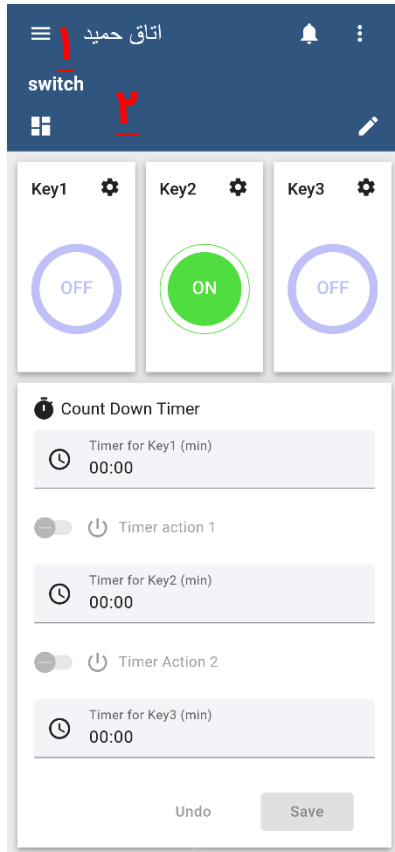 اتاق حمید ۱
switch
۲
Key1 Key2 Key3
OFF ON OFF
Count Down Timer
Timer for Key1 (min)
00:00
Timer action 1
Timer for Key2 (min)
00:00
Timer Action 2
Timer for Key3 (min)
00:00
Undo Save